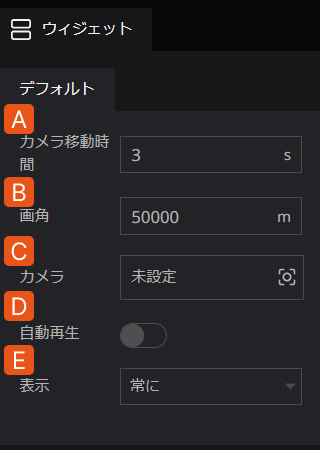 ウィジェット
デフォルト
A
カメラ移動時
間
3 s
B
画角
50000 m
C
カメラ
未設定
D
自動再生
E
表示
常に